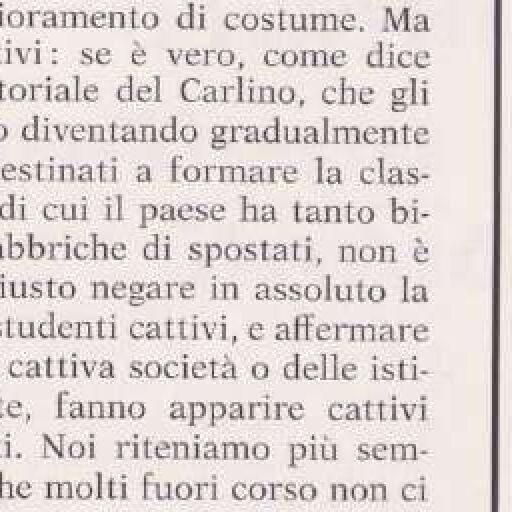 ioramento di costume. Ma
tivi: se è vero, come dice
toriale del Carlino, che gli
o diventando gradualmente
estinati a formare la clas-
di cui il paese ha tanto bi-
abbriche di spostati, non è
iusto negare in assoluto la
studenti cattivi, e affermare
cattiva società o delle isti-
te, fanno apparire cattivi
i. Noi riteniamo più sem-
he molti fuori corso non ci